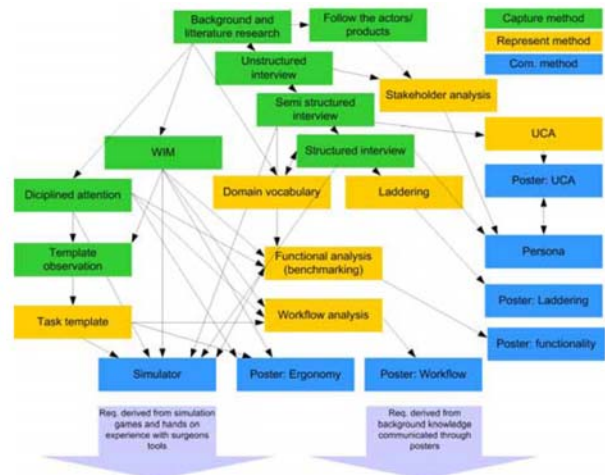 Background and
litterature research
Follow the actors/
products
Capture method
Represent method
Com. method
Unstructured
interview
Stakeholder analysis
Semi structured
interview
UCA
WIM
Structured interview
Diciplined attention
Domain vocabulary
Laddering
Poster: UCA
Template
observation
Functional analysis
(benchmarking)
Persona
Task template
Workflow analysis
Poster: Laddering
Poster: functionality
Simulator
Poster: Ergonomy
Poster: Workflow
Req. derived from simulation
games and hands on
experience with surgeons
tools
Req. derived from
background knowledge
communicated through
posters